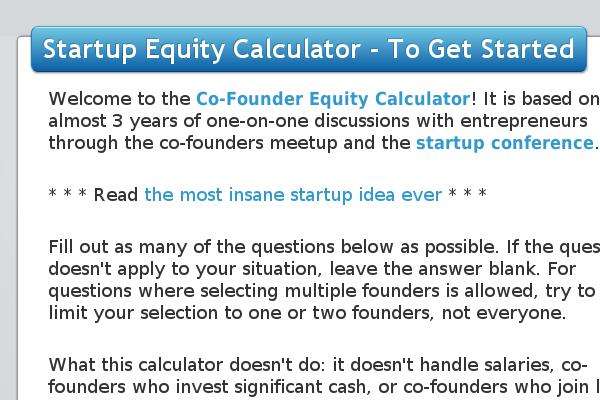 Startup Equity Calculator - To Get Started
Welcome to the Co-Founder Equity Calculator! It is based on
almost 3 years of one-on-one discussions with entrepreneurs
through the co-founders meetup and the startup conference.
* * * Read the most insane startup idea ever * * *
Fill out as many of the questions below as possible. If the
doesn't apply to your situation, leave the answer blank. For
questions where selecting multiple founders is allowed, try to
limit your selection to one or two founders, not everyone.
What this calculator doesn't do: it doesn't handle salaries, co-
founders who invest significant cash, or co-founders who join